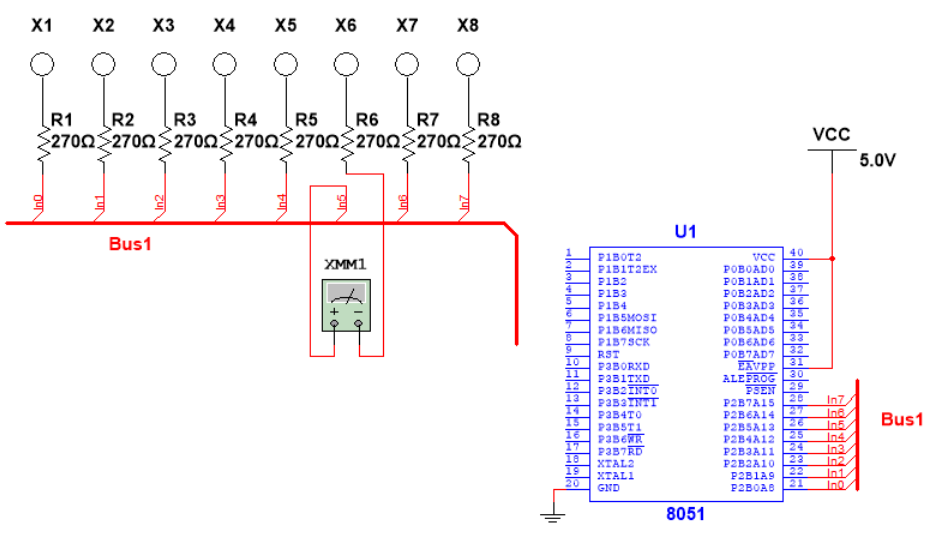 X1 X2 X3 X4 X5 X6 X7 X8
R1 R2 R3 R4 R5 R6 R7 R8
270Ω 270Ω 270Ω 270Ω 270Ω 270Ω 270Ω 270Ω
In0 In1 In2 In3 In4 In5 In6 In7
Bus1
XMM1
+ −
VCC
5.0V
U1
1 P1B0T2 VCC 40
2 P1B1T2EX P0B0AD0 39
3 P1B2 P0B1AD1 38
4 P1B3 P0B2AD2 37
5 P1B4 P0B3AD3 36
6 P1B5MOSI P0B4AD4 35
7 P1B6MISO P0B5AD5 34
8 P1B7SCK P0B6AD6 33
9 RST P0B7AD7 32
10 P3B0RXD EAVPP 31
11 P3B1TXD ALEPROG 30
12 P3B2INT0 PSEN 29
13 P3B3INT1 P2B7A15 28 In7
14 P3B4T0 P2B6A14 27 In6
15 P3B5T1 P2B5A13 26 In5
16 P3B6WR P2B4A12 25 In4
17 P3B7RD P2B3A11 24 In3
18 XTAL2 P2B2A10 23 In2
19 XTAL1 P2B1A9 22 In1
20 GND P2B0A8 21 In0
Bus1
8051